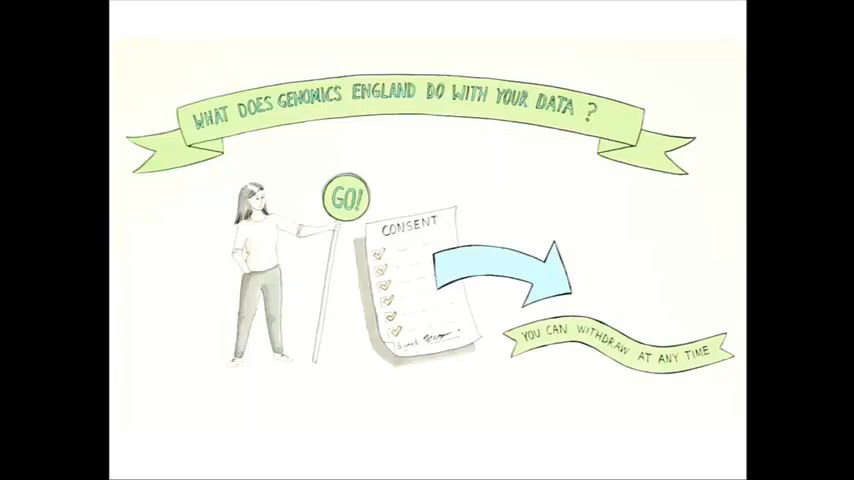 WHAT DOES GENOMICS ENGLAND DO WITH YOUR DATA ?
GO!
CONSENT
YOU CAN WITHDRAW AT ANY TIME